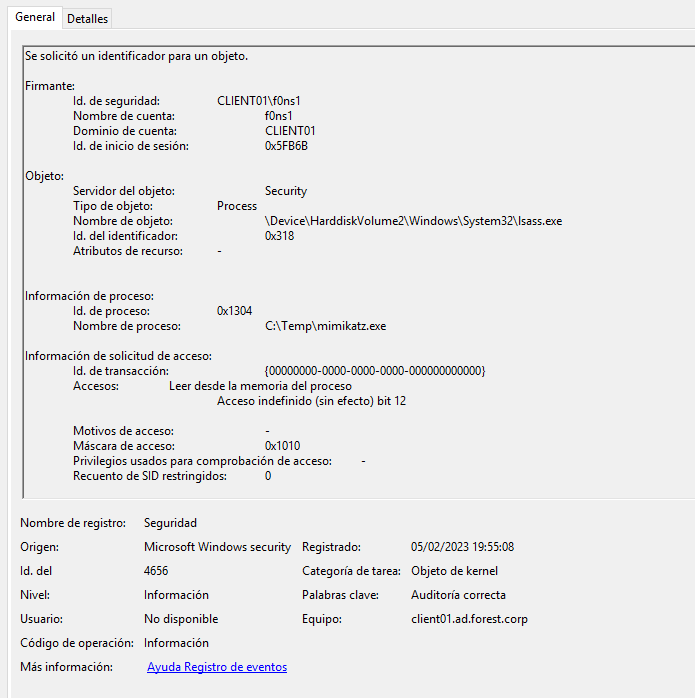 General
Detalles
Se solicitó un identificador para un objeto.
Firmante:
Id. de seguridad: CLIENT01\f0ns1
Nombre de cuenta: f0ns1
Dominio de cuenta: CLIENT01
Id. de inicio de sesión: 0x5FB6B
Objeto:
Servidor del objeto: Security
Tipo de objeto: Process
Nombre de objeto: \Device\HarddiskVolume2\Windows\System32\lsass.exe
Id. del identificador: 0x318
Atributos de recurso: -
Información de proceso:
Id. de proceso: 0x1304
Nombre de proceso: C:\Temp\mimikatz.exe
Información de solicitud de acceso:
Id. de transacción: {00000000-0000-0000-0000-000000000000}
Accesos: Leer desde la memoria del proceso
Acceso indefinido (sin efecto) bit 12
Motivos de acceso: -
Máscara de acceso: 0x1010
Privilegios usados para comprobación de acceso: -
Recuento de SID restringidos: 0
Nombre de registro: Seguridad
Origen: Microsoft Windows security Registrado: 05/02/2023 19:55:08
Id. del 4656 Categoría de tarea: Objeto de kernel
Nivel: Información Palabras clave: Auditoría correcta
Usuario: No disponible Equipo: client01.ad.forest.corp
Código de operación: Información
Más información: Ayuda Registro de eventos